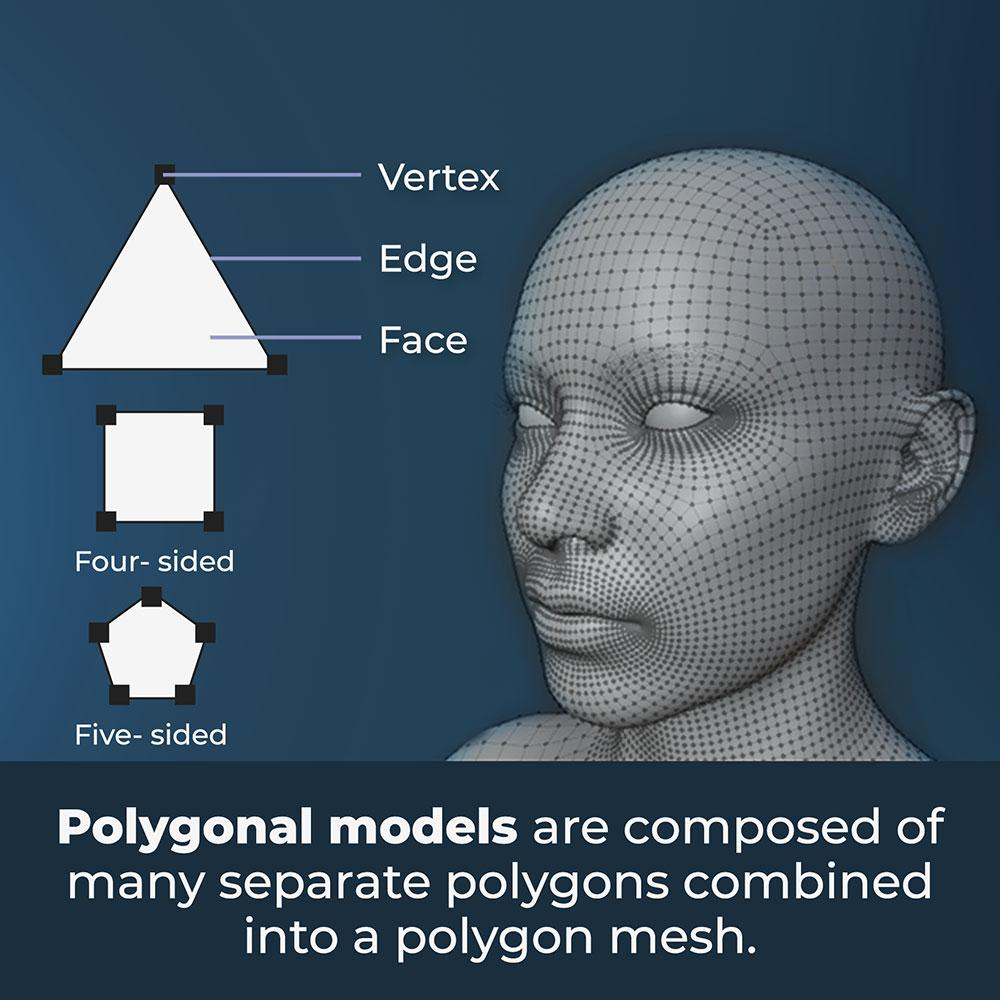 Vertex
Edge
Face
Four- sided
Five- sided
Polygonal models are composed of
many separate polygons combined
into a polygon mesh.